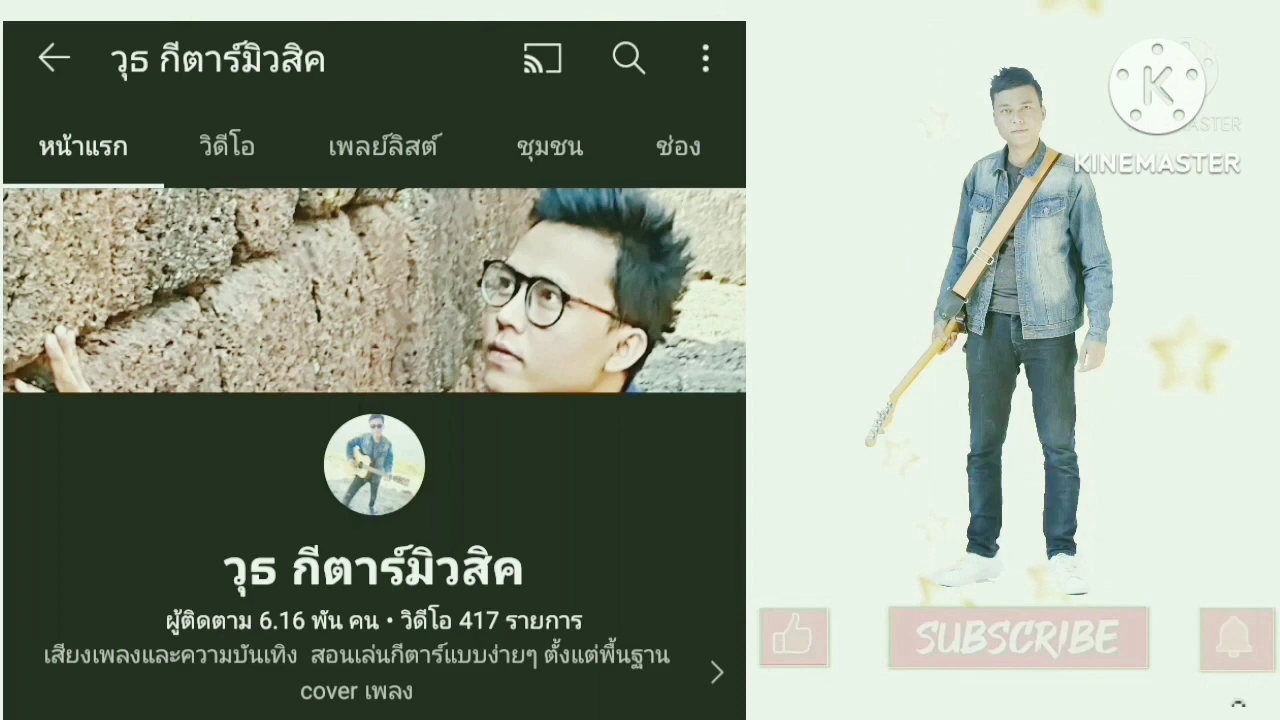 วุธ กีตาร์มิวสิค
หน้าแรก วิดีโอ เพลย์ลิสต์ ชุมชน ช่อง
วุธ กีตาร์มิวสิค
ผู้ติดตาม 6.16 พัน คน • วิดีโอ 417 รายการ
เสียงเพลงและความบันเทิง สอนเล่นกีตาร์แบบง่ายๆ ตั้งแต่พื้นฐาน
cover เพลง
K
KINEMASTER
SUBSCRIBE